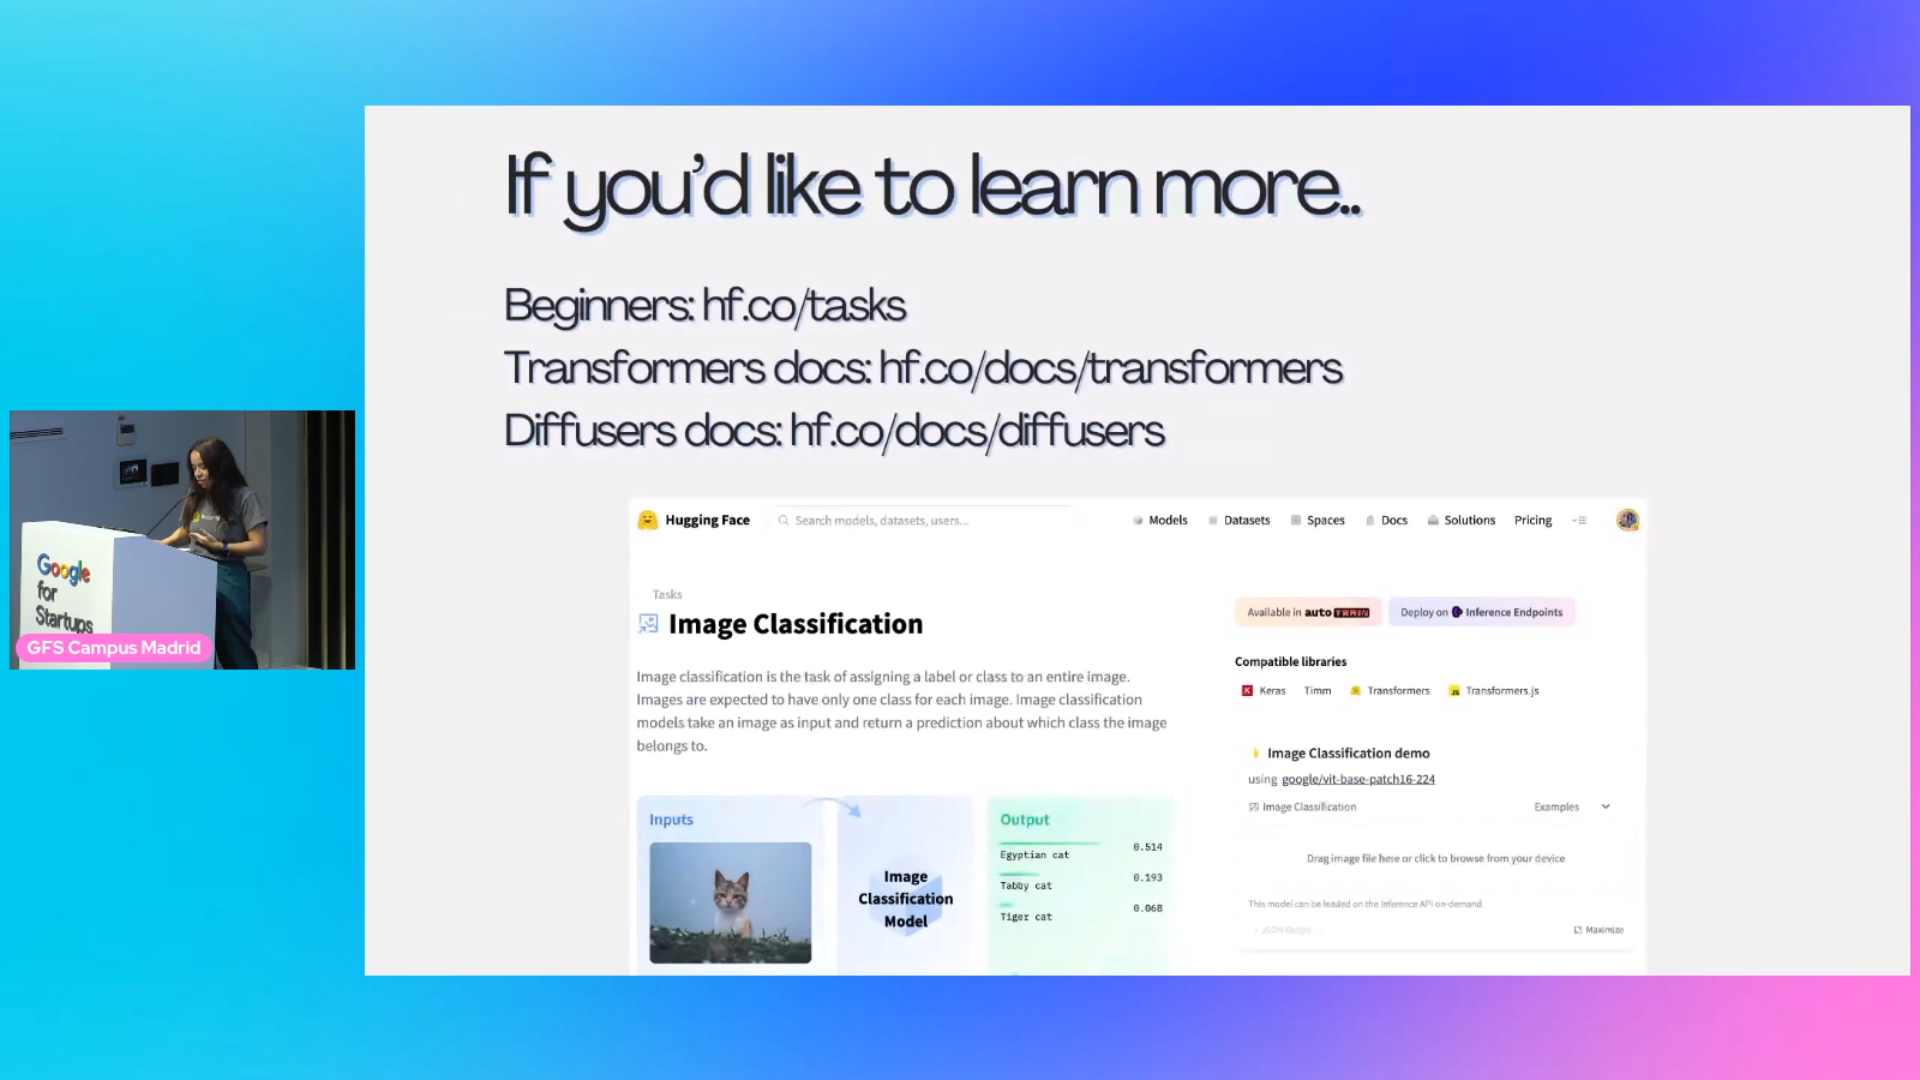 If you'd like to learn more..
Beginners: hf.co/tasks
Transformers docs: hf.co/docs/transformers
Diffusers docs: hf.co/docs/diffusers
Google
for
Startups
GFS Campus Madrid
Hugging Face
Search models, datasets, users...
Models
Datasets
Spaces
Docs
Solutions
Pricing
Tasks
Image Classification
Image classification is the task of assigning a label or class to an entire image.
Images are expected to have only one class for each image. Image classification
models take an image as input and return a prediction about which class the image
belongs to.
Inputs
Image
Classification
Model
Output
Egyptian cat 0.514
Tabby cat 0.193
Tiger cat 0.068
Available in autoTRAIN
Deploy on Inference Endpoints
Compatible libraries
Keras
Timm
Transformers
Transformers.js
Image Classification demo
using google/vit-base-patch16-224
Image Classification
Examples
Drag image file here or click to browse from your device
This model can be loaded on the Inference API on-demand.
JSON Output
Maximize